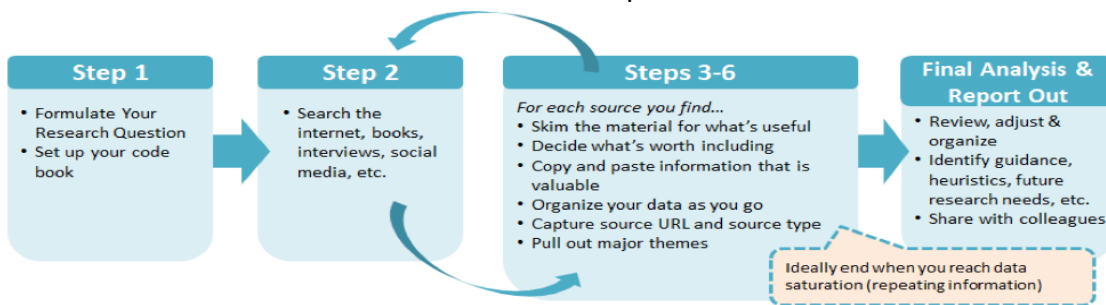 Step 1
• Formulate Your
Research Question
• Set up your code
book
Step 2
• Search the
internet, books,
interviews, social
media, etc.
Steps 3-6
For each source you find...
• Skim the material for what's useful
• Decide what's worth including
• Copy and paste information that is
valuable
• Organize your data as you go
• Capture source URL and source type
• Pull out major themes
Final Analysis &
Report Out
• Review, adjust &
organize
• Identify guidance,
heuristics, future
research needs, etc.
• Share with colleagues
Ideally end when you reach data
saturation (repeating information)